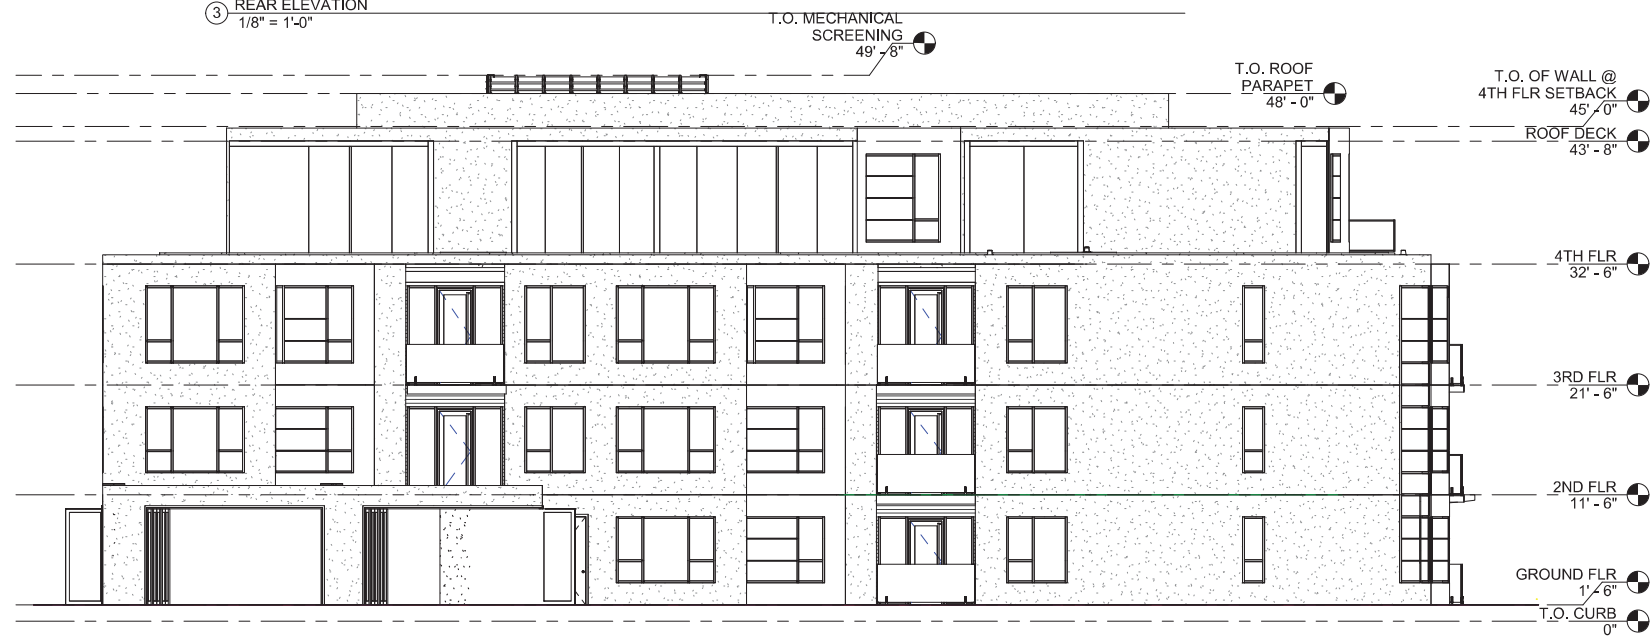 3 REAR ELEVATION
1/8" = 1'-0"
T.O. MECHANICAL
SCREENING
49' - 8"
T.O. ROOF
PARAPET
48' - 0"
T.O. OF WALL @
4TH FLR SETBACK
45' - 0"
ROOF DECK
43' - 8"
4TH FLR
32' - 6"
3RD FLR
21' - 6"
2ND FLR
11' - 6"
GROUND FLR
1' - 6"
T.O. CURB
0"